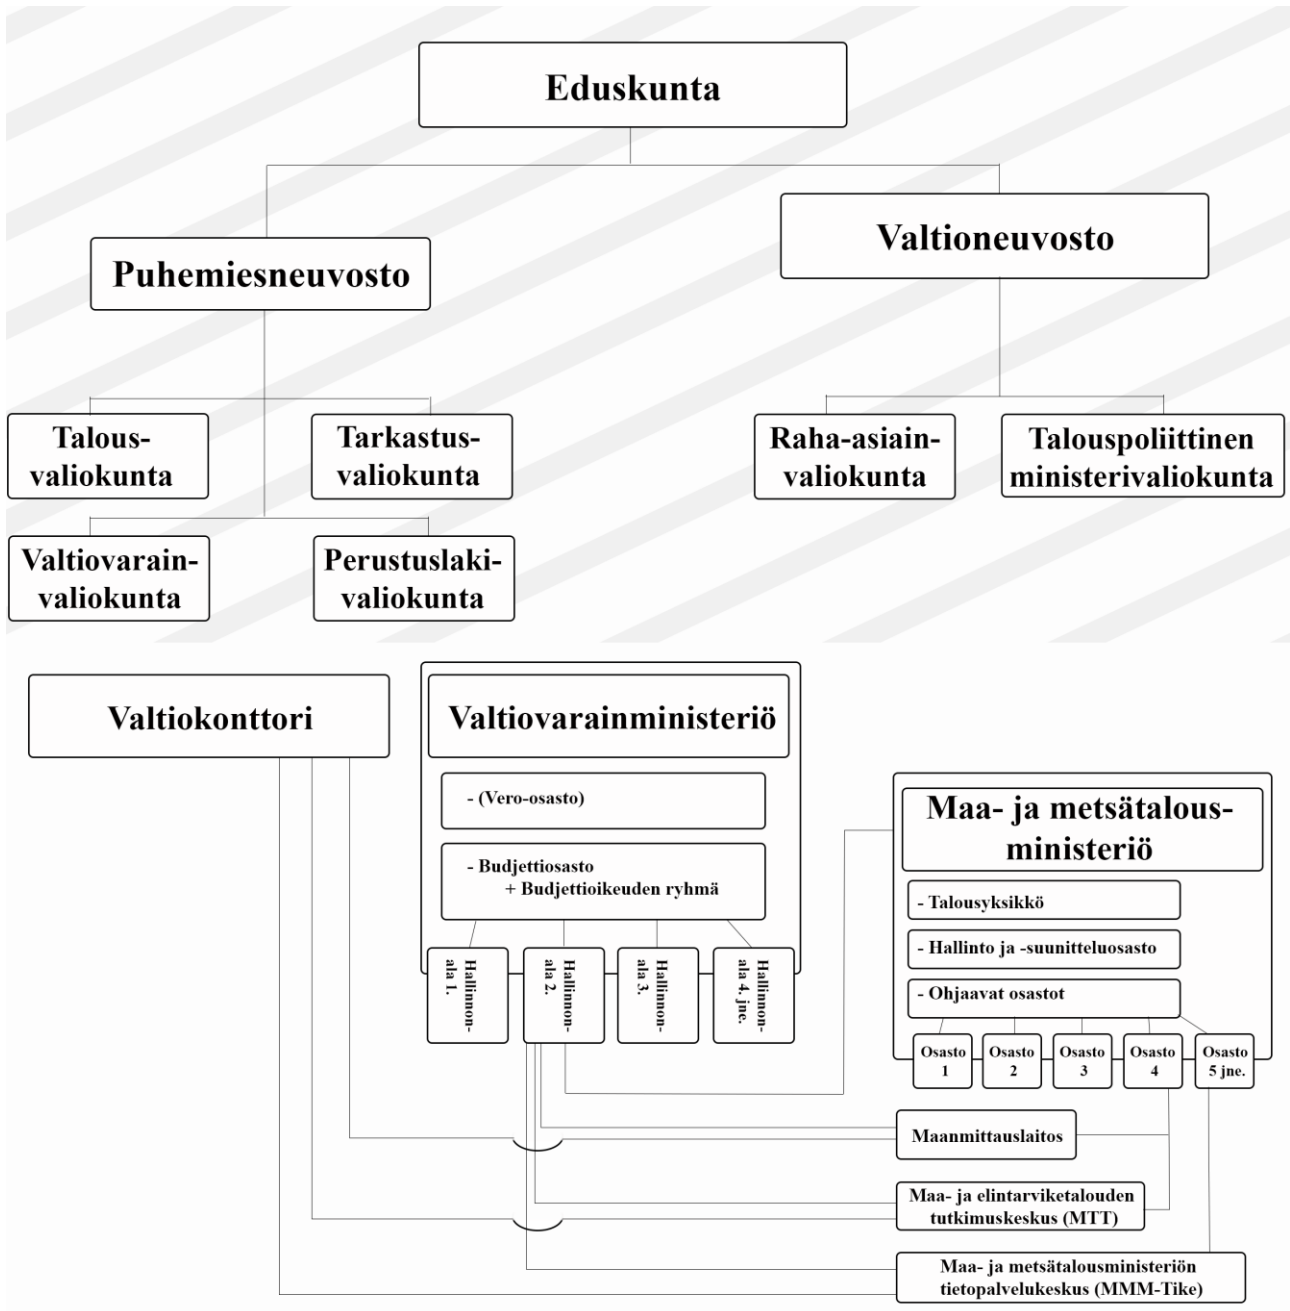 Eduskunta
Valtioneuvosto
Puhemiesneuvosto
Talous-
valiokunta
Tarkastus-
valiokunta
Raha-asiain-
valiokunta
Talouspoliittinen
ministerivaliokunta
Valtiovarain-
valiokunta
Perustuslaki-
valiokunta
Valtiokonttori
Valtiovarainministeriö
- (Vero-osasto)
- Budjettiosasto
+ Budjettioikeuden ryhmä
Hallinnon-
ala 1.
Hallinnon-
ala 2.
Hallinnon-
ala 3.
Hallinnon-
ala 4. jne.
Maa- ja metsätalous-
ministeriö
- Talousyksikkö
- Hallinto ja -suunitteluosasto
- Ohjaavat osastot
Osasto
1
Osasto
2
Osasto
3
Osasto
4
Osasto
5 jne.
Maanmittauslaitos
Maa- ja elintarviketalouden
tutkimuskeskus (MTT)
Maa- ja metsätalousministeriön
tietopalvelukeskus (MMM-Tike)